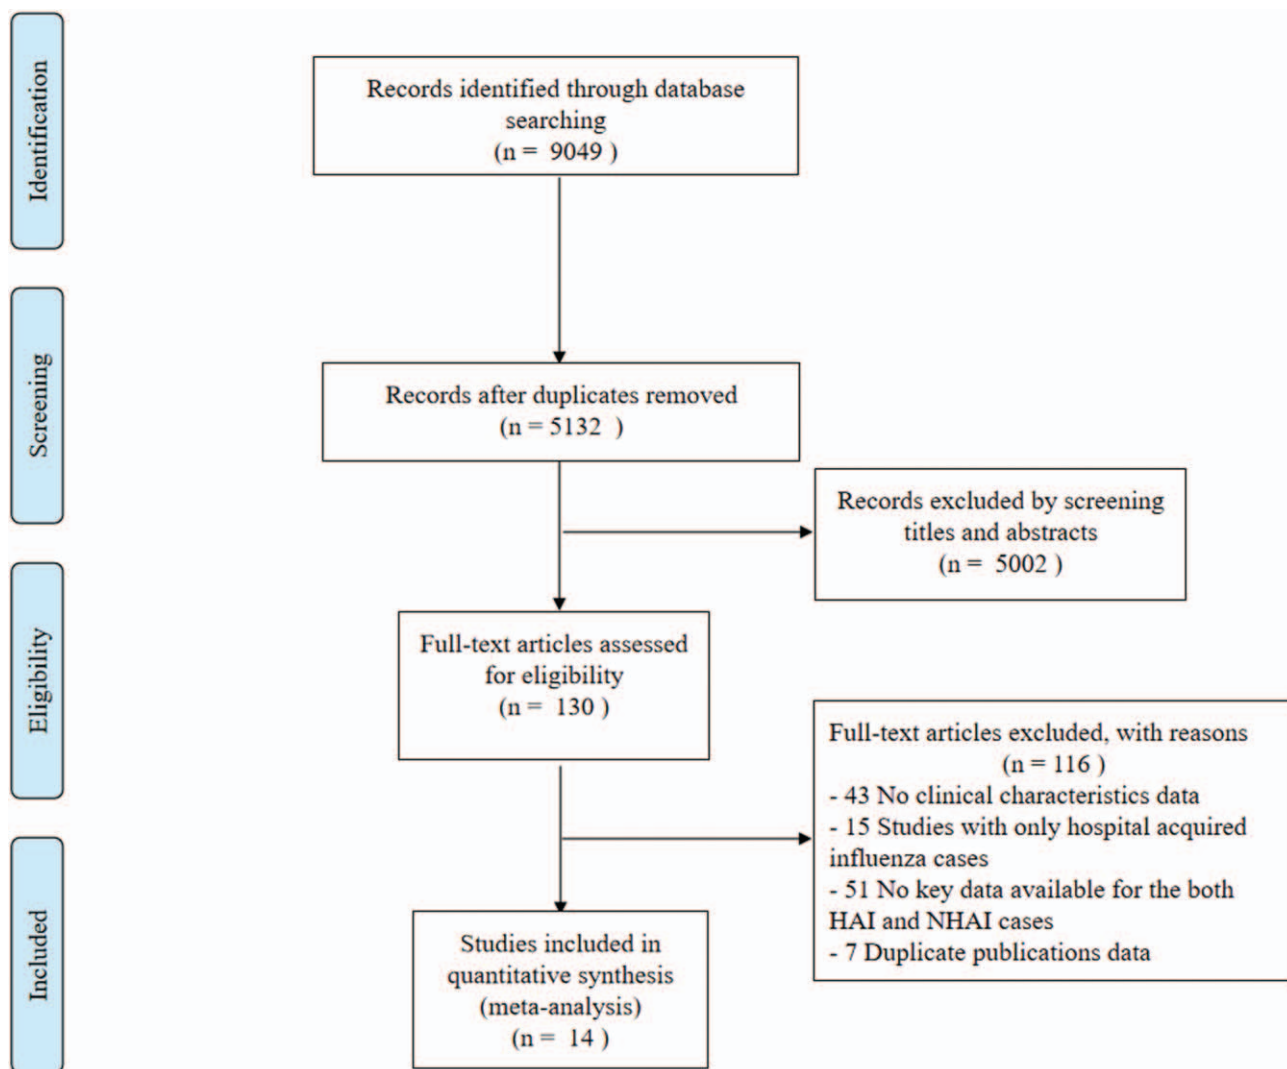 Identification
Records identified through database
searching
(n = 9049 )
Screening
Records after duplicates removed
(n = 5132 )
Records excluded by screening
titles and abstracts
(n = 5002 )
Eligibility
Full-text articles assessed
for eligibility
(n = 130 )
Full-text articles excluded, with reasons
(n = 116 )
- 43 No clinical characteristics data
- 15 Studies with only hospital acquired
influenza cases
- 51 No key data available for the both
HAI and NHAI cases
- 7 Duplicate publications data
Included
Studies included in
quantitative synthesis
(meta-analysis)
(n = 14 )